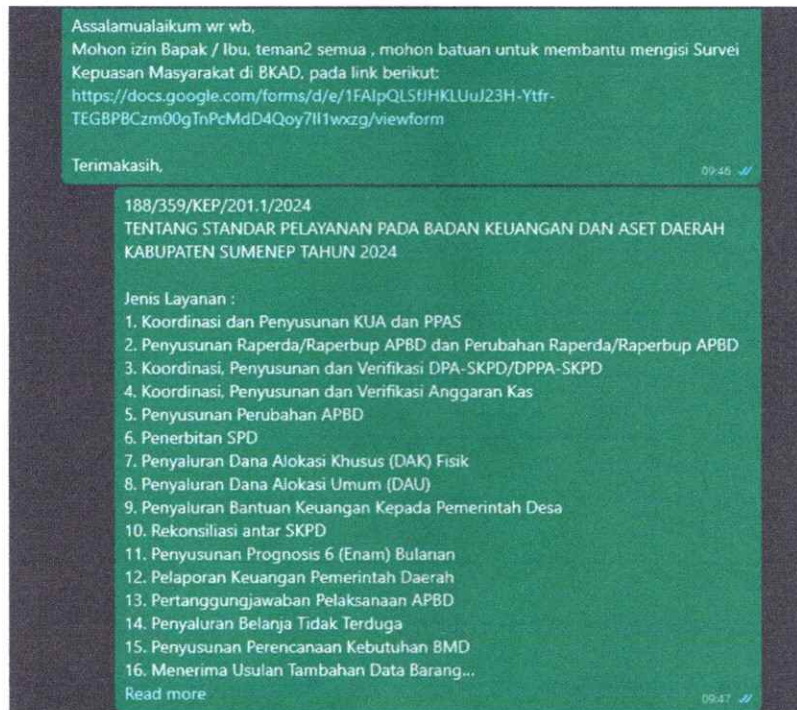 Assalamualaikum wr wb,
Mohon izin Bapak / Ibu, teman2 semua , mohon batuan untuk membantu mengisi Survei
Kepuasan Masyarakat di BKAD, pada link berikut:
https://docs.google.com/forms/d/e/1FAIpQLSfJHKLUuJ23H-Ytfr-
TEGBPBCzm00gTnPcMdD4Qoy7II1wxzg/viewform
Terimakasih,
09:46
188/359/KEP/201.1/2024
TENTANG STANDAR PELAYANAN PADA BADAN KEUANGAN DAN ASET DAERAH
KABUPATEN SUMENEP TAHUN 2024
Jenis Layanan :
1. Koordinasi dan Penyusunan KUA dan PPAS
2. Penyusunan Raperda/Raperbup APBD dan Perubahan Raperda/Raperbup APBD
3. Koordinasi, Penyusunan dan Verifikasi DPA-SKPD/DPPA-SKPD
4. Koordinasi, Penyusunan dan Verifikasi Anggaran Kas
5. Penyusunan Perubahan APBD
6. Penerbitan SPD
7. Penyaluran Dana Alokasi Khusus (DAK) Fisik
8. Penyaluran Dana Alokasi Umum (DAU)
9. Penyaluran Bantuan Keuangan Kepada Pemerintah Desa
10. Rekonsiliasi antar SKPD
11. Penyusunan Prognosis 6 (Enam) Bulanan
12. Pelaporan Keuangan Pemerintah Daerah
13. Pertanggungjawaban Pelaksanaan APBD
14. Penyaluran Belanja Tidak Terduga
15. Penyusunan Perencanaan Kebutuhan BMD
16. Menerima Usulan Tambahan Data Barang...
Read more
09:47